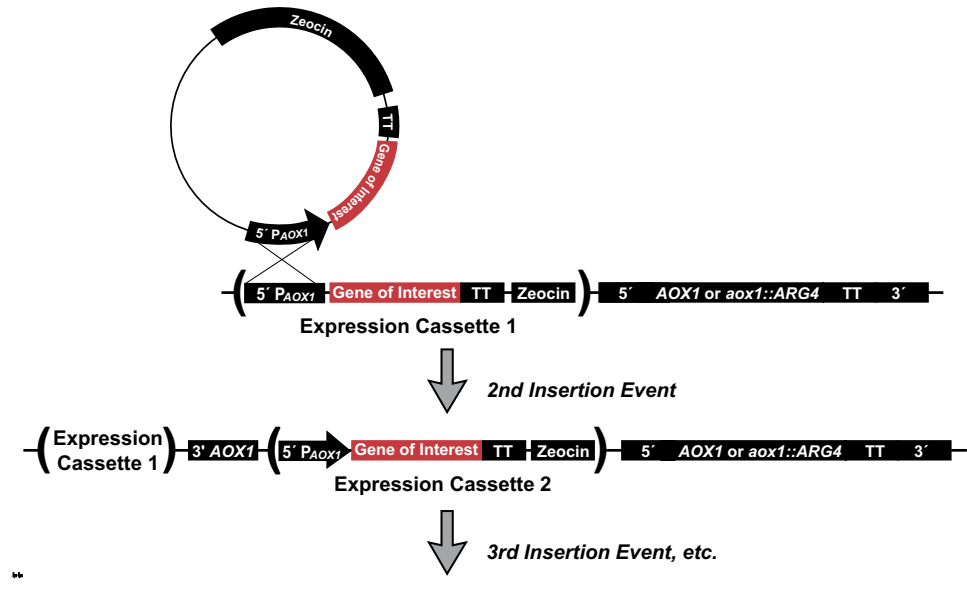 Zeocin
TT
Gene of Interest
5´ PAOX1
( 5´ PAOX1 Gene of Interest TT Zeocin ) 5´ AOX1 or aox1::ARG4 TT 3´
Expression Cassette 1
2nd Insertion Event
( Expression Cassette 1 ) 3' AOX1 ( 5´ PAOX1 Gene of Interest TT Zeocin ) 5´ AOX1 or aox1::ARG4 TT 3´
Expression Cassette 2
3rd Insertion Event, etc.